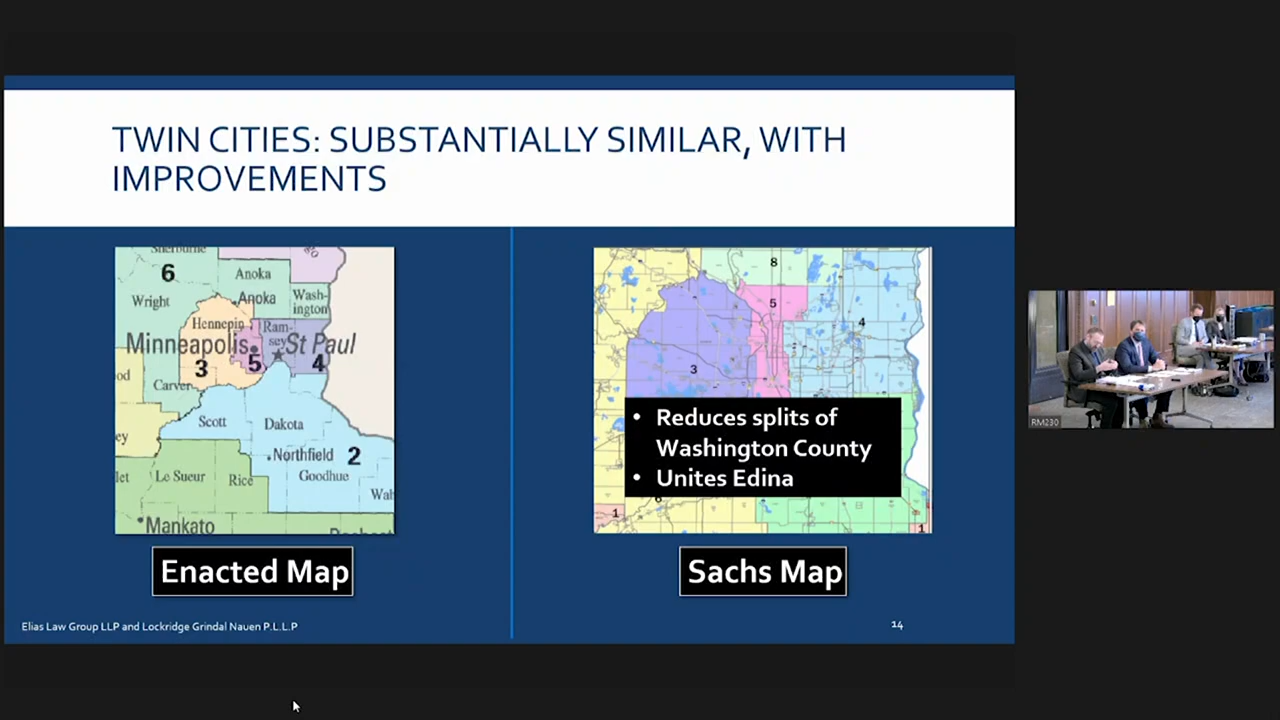 TWIN CITIES: SUBSTANTIALLY SIMILAR, WITH
IMPROVEMENTS
Sherburne
6
Anoka
Wright
Anoka
Wash-
ington
Hennepin
Ram-
sey
Minneapolis
St Paul
5
4
3
Carver
Scott
Dakota
Northfield
2
Le Sueur
Rice
Goodhue
Mankato
8
5
4
3
• Reduces splits of
Washington County
• Unites Edina
6
1
1
Enacted Map
Sachs Map
Elias Law Group LLP and Lockridge Grindal Nauen P.L.L.P
14
RM230